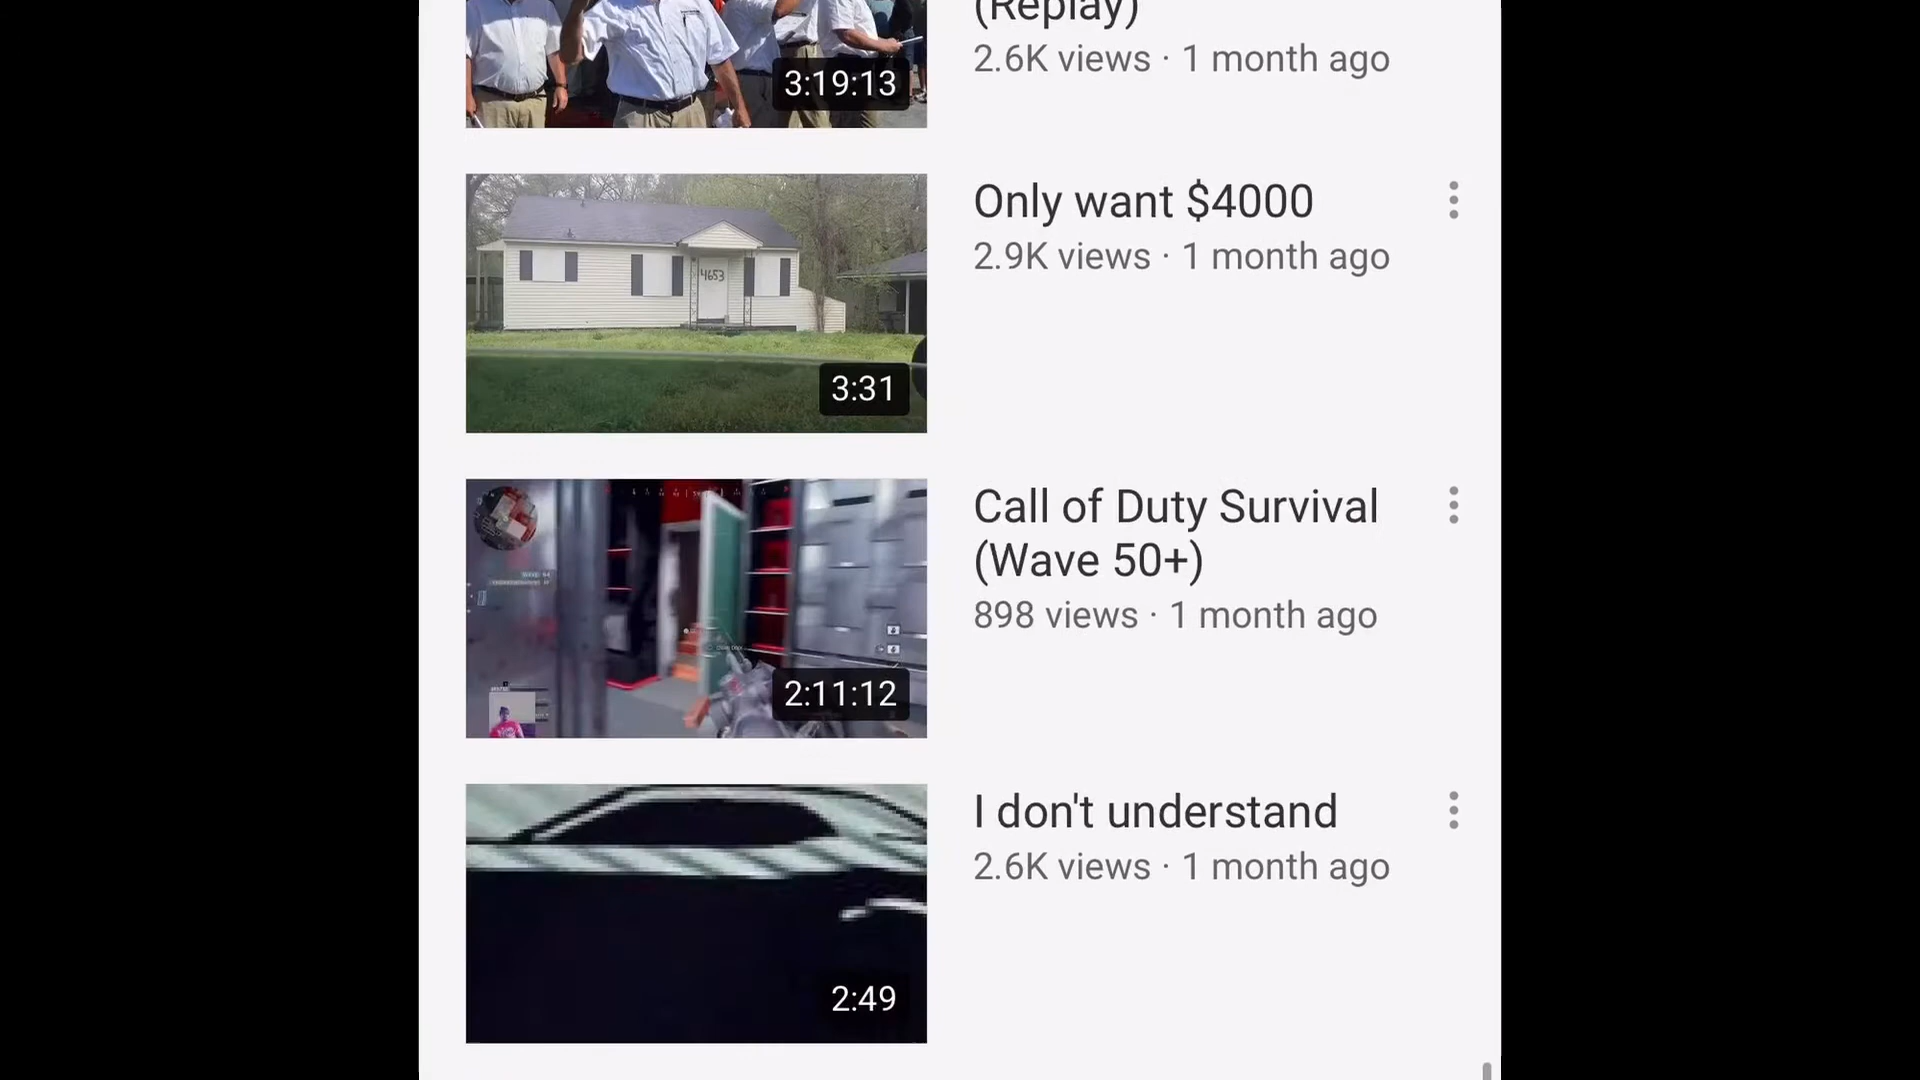 (Replay)
2.6K views · 1 month ago
3:19:13
Only want $4000
2.9K views · 1 month ago
4653
3:31
Call of Duty Survival
(Wave 50+)
898 views · 1 month ago
2:11:12
I don't understand
2.6K views · 1 month ago
2:49